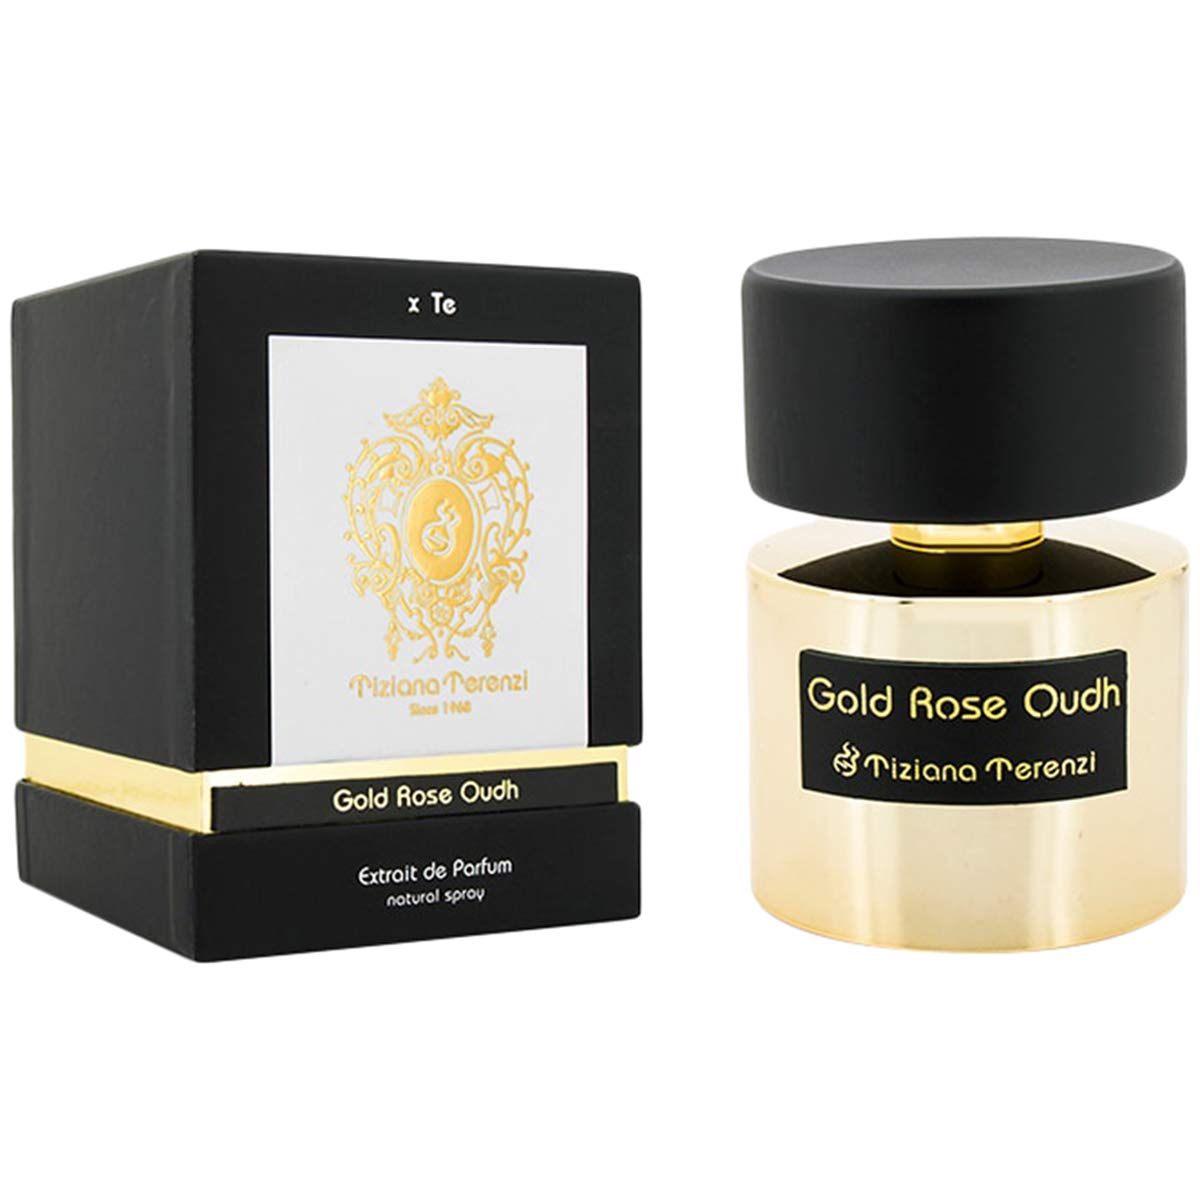 x Te
Tiziana Terenzi
Since 1968
Gold Rose Oudh
Extrait de Parfum
natural spray
Gold Rose Oudh
Tiziana Terenzi